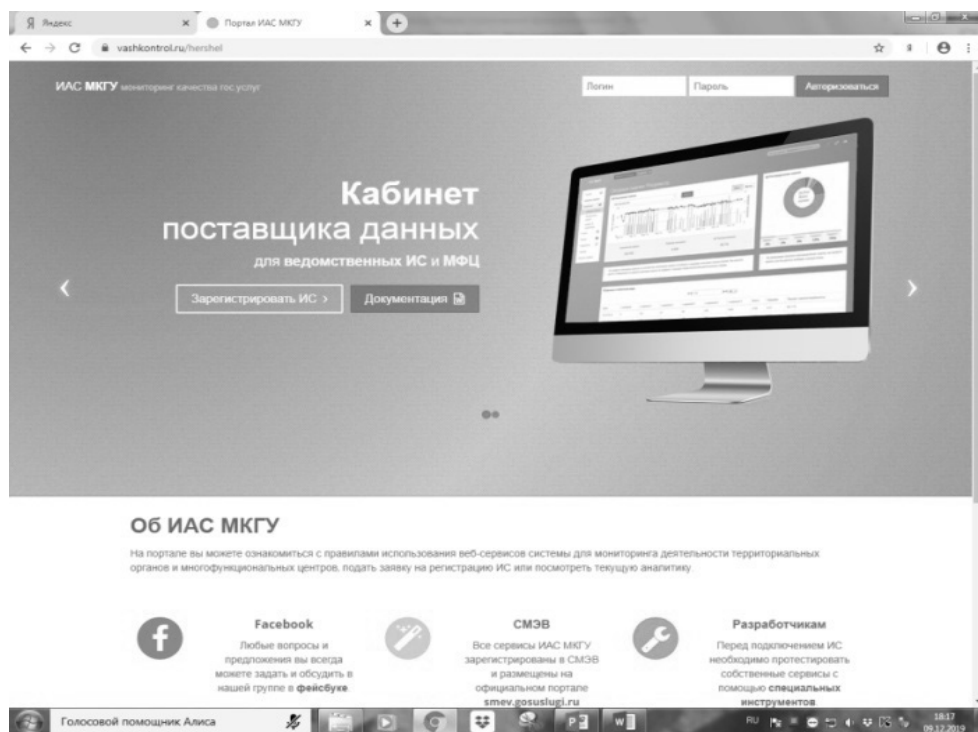 Яндекс
Портал ИАС МКГУ
vashkontrol.ru/hershel
ИАС МКГУ мониторинг качества гос услуг
Логин
Пароль
Авторизоваться
Кабинет
поставщика данных
для ведомственных ИС и МФЦ
Зарегистрировать ИС ›
Документация
Об ИАС МКГУ
На портале вы можете ознакомиться с правилами использования веб-сервисов системы для мониторинга деятельности территориальных
органов и многофункциональных центров, подать заявку на регистрацию ИС или посмотреть текущую аналитику.
Facebook
Любые вопросы и
предложения вы всегда
можете задать и обсудить в
нашей группе в фейсбуке.
СМЭВ
Все сервисы ИАС МКГУ
зарегистрированы в СМЭВ
и размещены на
официальном портале
smev.gosuslugi.ru
Разработчикам
Перед подключением ИС
необходимо протестировать
собственные сервисы с
помощью специальных
инструментов.
Голосовой помощник Алиса
RU
18:17
09.12.2019